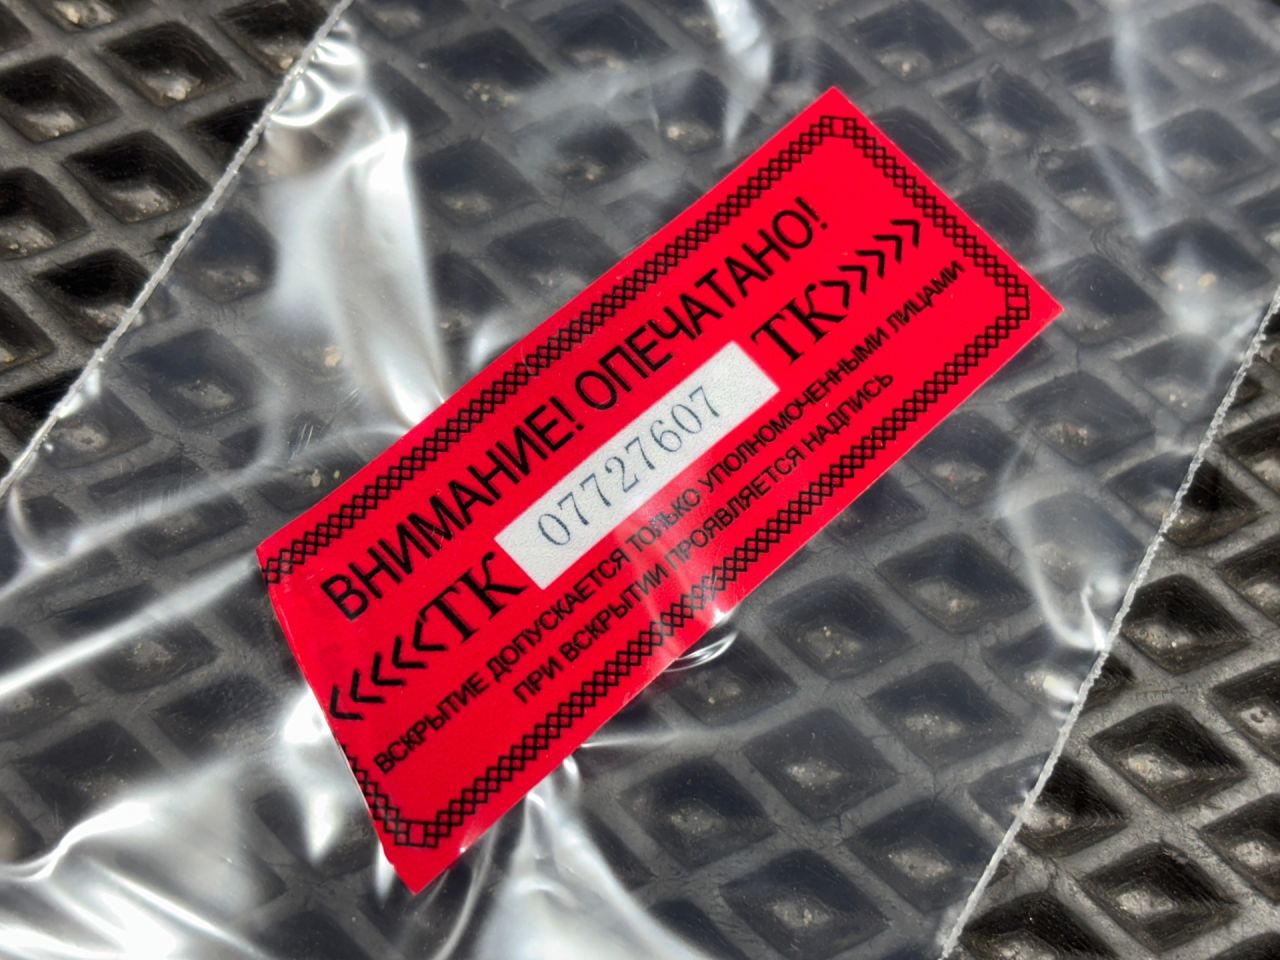 ВНИМАНИЕ! ОПЕЧАТАНО!
<<<<<ТК 07727607 ТК>>>>>
ВСКРЫТИЕ ДОПУСКАЕТСЯ ТОЛЬКО УПОЛНОМОЧЕННЫМИ ЛИЦАМИ
ПРИ ВСКРЫТИИ ПРОЯВЛЯЕТСЯ НАДПИСЬ